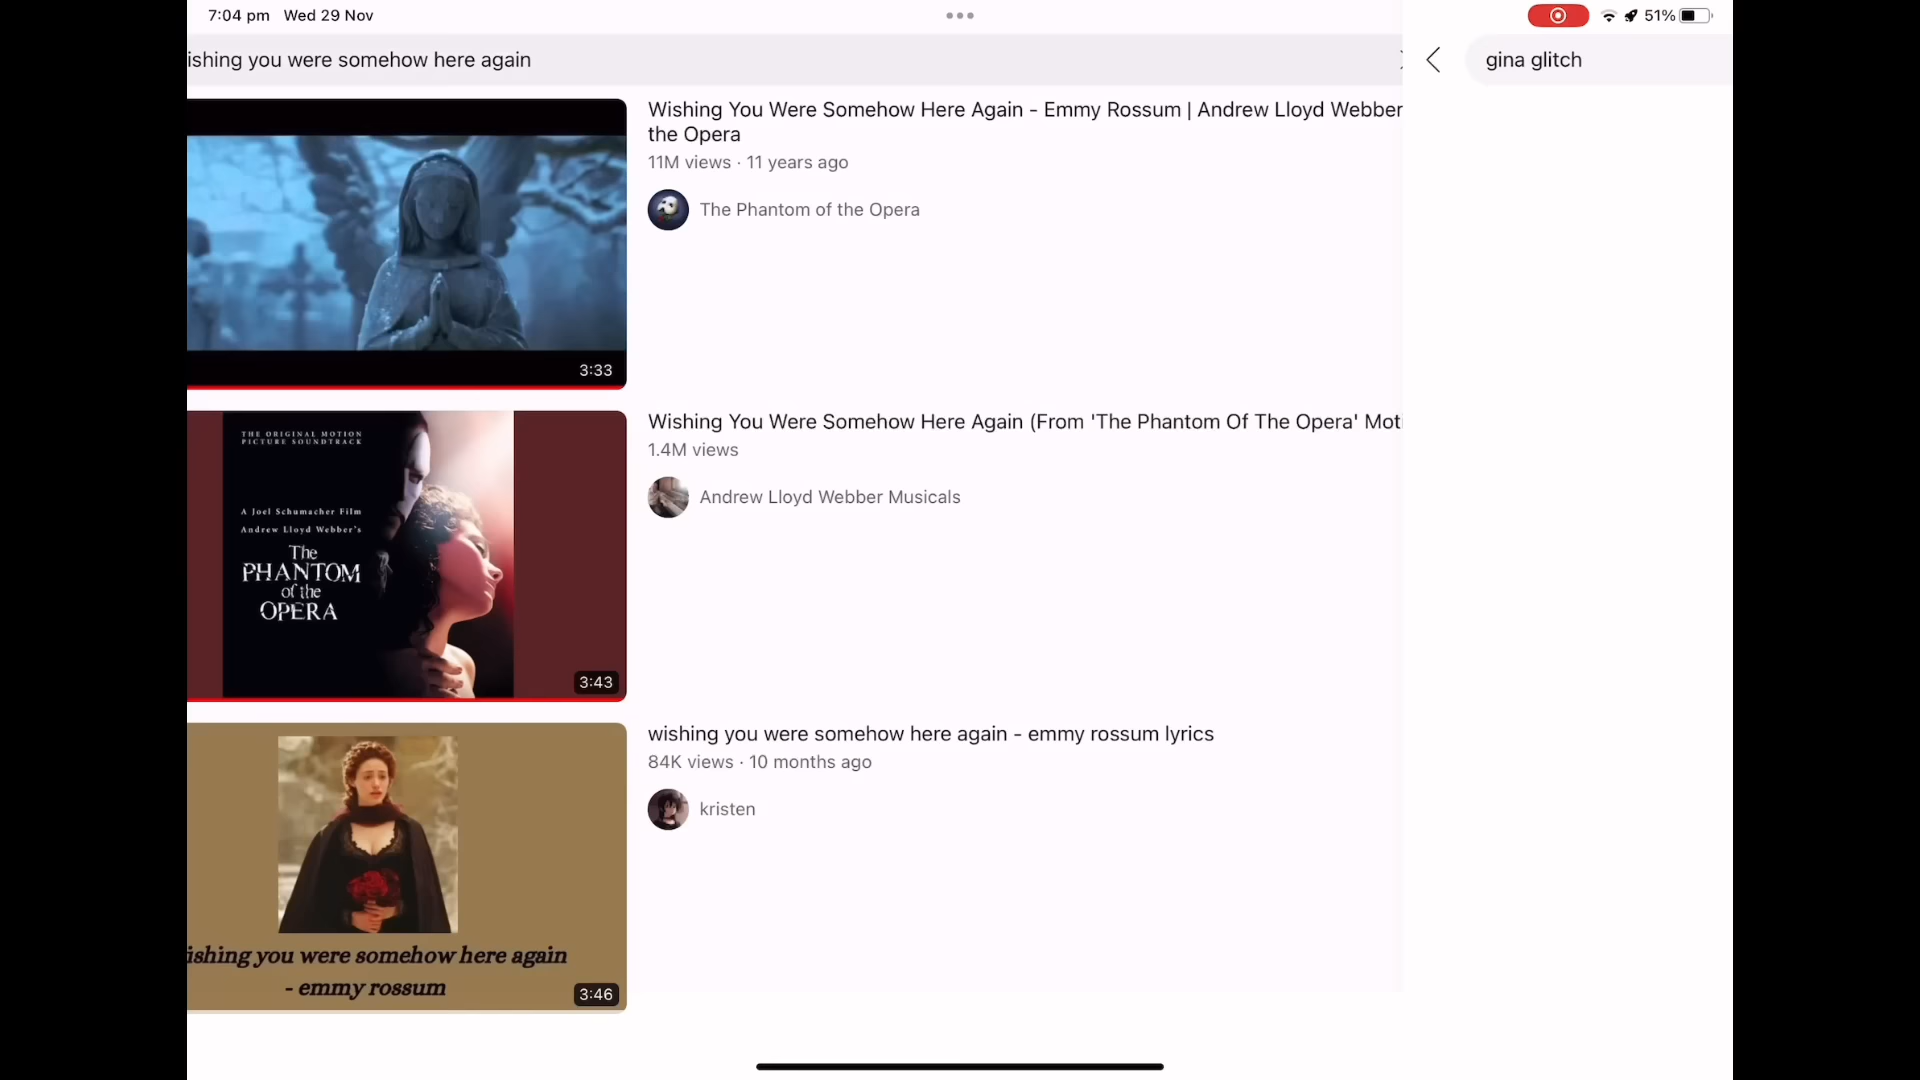 7:04 pm Wed 29 Nov
51%
ishing you were somehow here again
gina glitch
Wishing You Were Somehow Here Again - Emmy Rossum | Andrew Lloyd Webber
the Opera
11M views · 11 years ago
The Phantom of the Opera
3:33
THE ORIGINAL MOTION
PICTURE SOUNDTRACK
A Joel Schumacher Film
Andrew Lloyd Webber's
The
PHANTOM
of the
OPERA
3:43
Wishing You Were Somehow Here Again (From 'The Phantom Of The Opera' Moti
1.4M views
Andrew Lloyd Webber Musicals
wishing you were somehow here again - emmy rossum lyrics
84K views · 10 months ago
kristen
ishing you were somehow here again
- emmy rossum
3:46